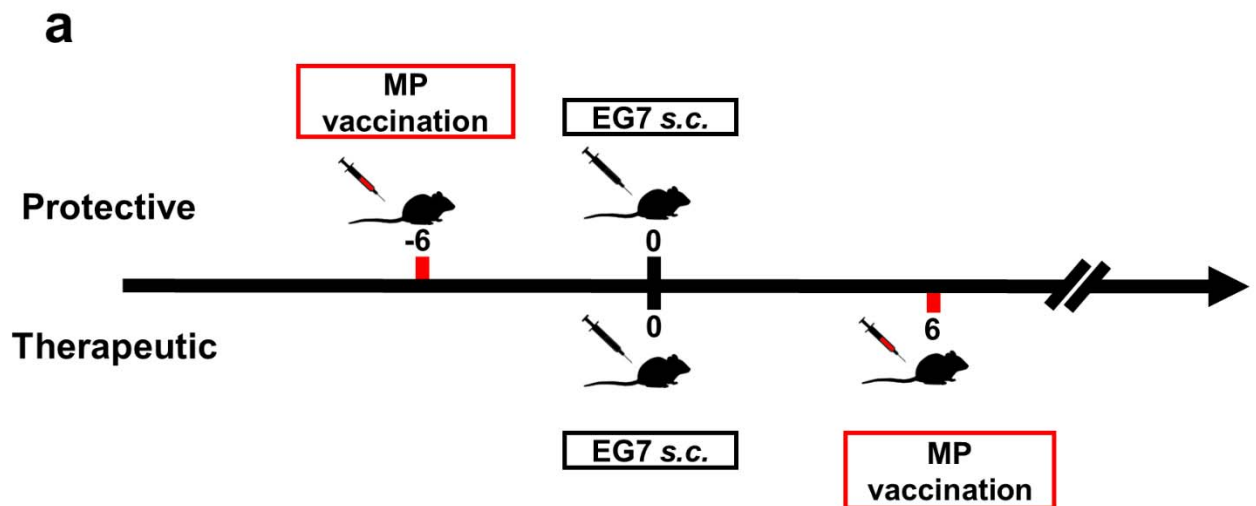 a
MP
vaccination
EG7 s.c.
Protective
-6
0
Therapeutic
0
6
EG7 s.c.
MP
vaccination